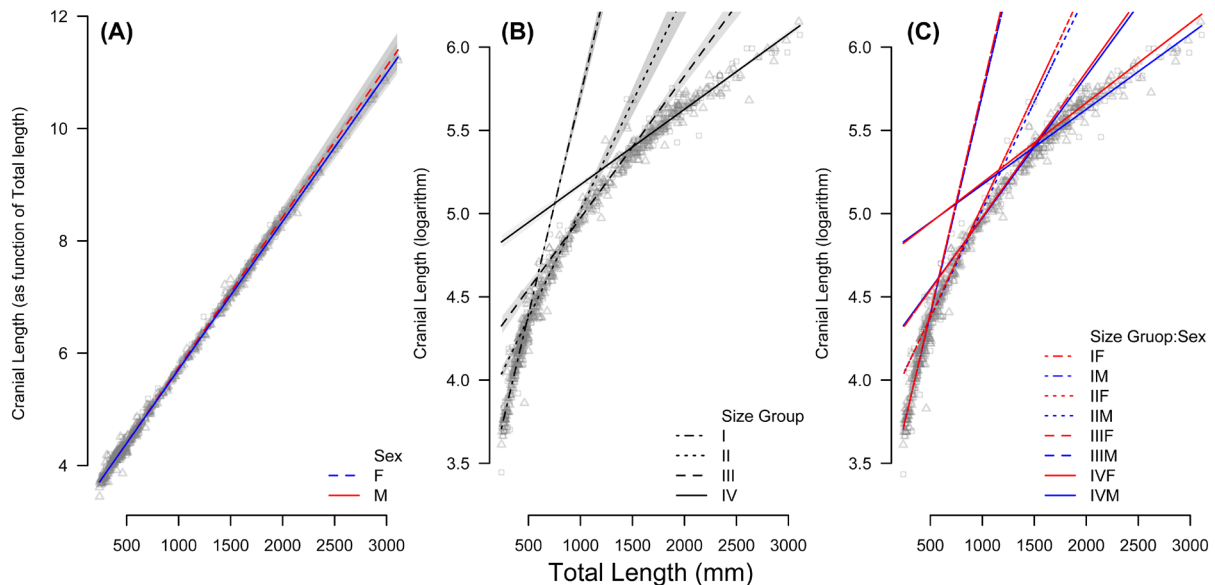 (A)
Cranial Length (as function of Total length)
12
10
8
6
4
Sex
F
M
500 1000 1500 2000 2500 3000
(B)
Cranial Length (logarithm)
6.0
5.5
5.0
4.5
4.0
3.5
Size Group
I
II
III
IV
500 1000 1500 2000 2500 3000
(C)
Cranial Length (logarithm)
6.0
5.5
5.0
4.5
4.0
3.5
Size Gruop:Sex
IF
IM
IIF
IIM
IIIF
IIIM
IVF
IVM
500 1000 1500 2000 2500 3000
Total Length (mm)